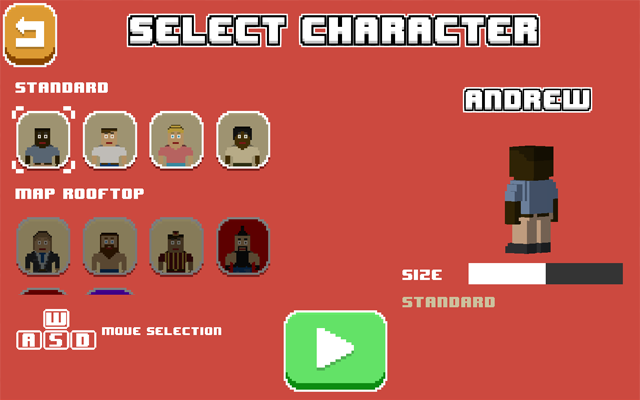 SELECT CHARACTER
STANDARD
ANDREW
MAP ROOFTOP
SIZE
STANDARD
W
A S D MOVE SELECTION